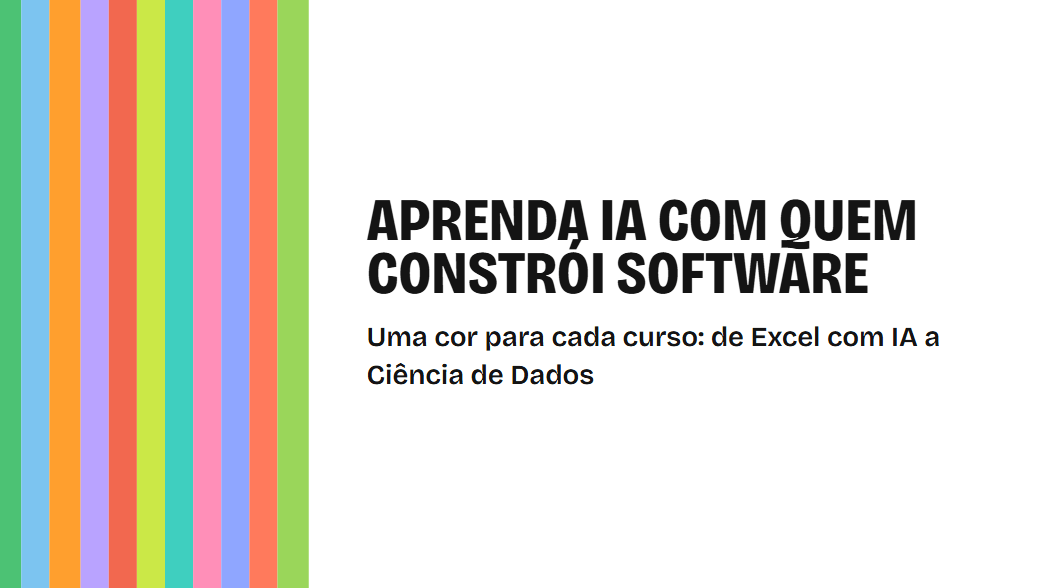 APRENDA IA COM QUEM
CONSTRÓI SOFTWARE
Uma cor para cada curso: de Excel com IA a
Ciência de Dados